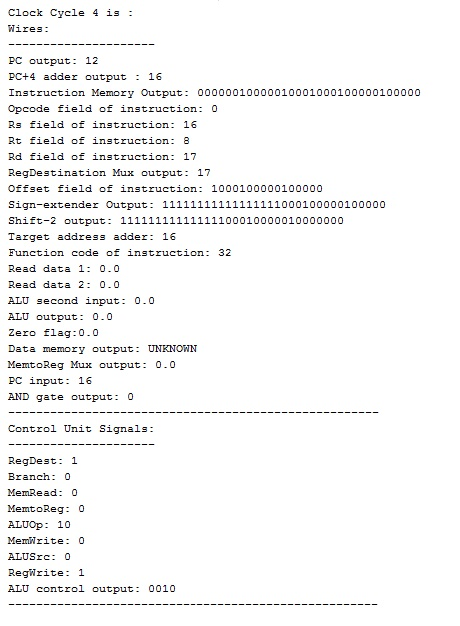 Clock Cycle 4 is :
Wires:
---------------------
PC output: 12
PC+4 adder output : 16
Instruction Memory Output: 00000010000010001000100000100000
Opcode field of instruction: 0
Rs field of instruction: 16
Rt field of instruction: 8
Rd field of instruction: 17
RegDestination Mux output: 17
Offset field of instruction: 1000100000100000
Sign-extender Output: 11111111111111111000100000100000
Shift-2 output: 11111111111111100010000010000000
Target address adder: 16
Function code of instruction: 32
Read data 1: 0.0
Read data 2: 0.0
ALU second input: 0.0
ALU output: 0.0
Zero flag:0.0
Data memory output: UNKNOWN
MemtoReg Mux output: 0.0
PC input: 16
AND gate output: 0
-----------------------------------------------------
Control Unit Signals:
---------------------
RegDest: 1
Branch: 0
MemRead: 0
MemtoReg: 0
ALUOp: 10
MemWrite: 0
ALUSrc: 0
RegWrite: 1
ALU control output: 0010
-----------------------------------------------------